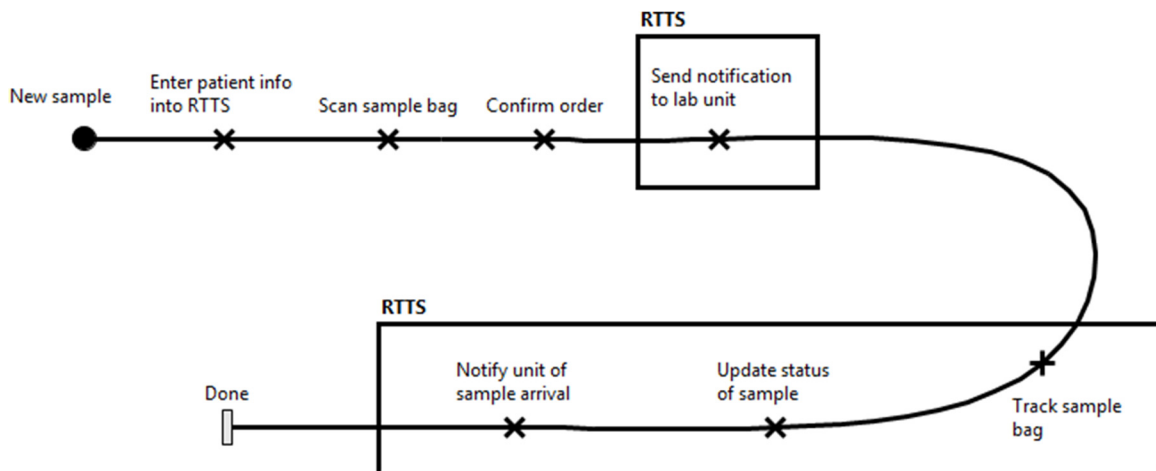 RTTS
New sample
Enter patient info
into RTTS
Scan sample bag
Confirm order
Send notification
to lab unit
RTTS
Track sample
bag
Update status
of sample
Notify unit of
sample arrival
Done